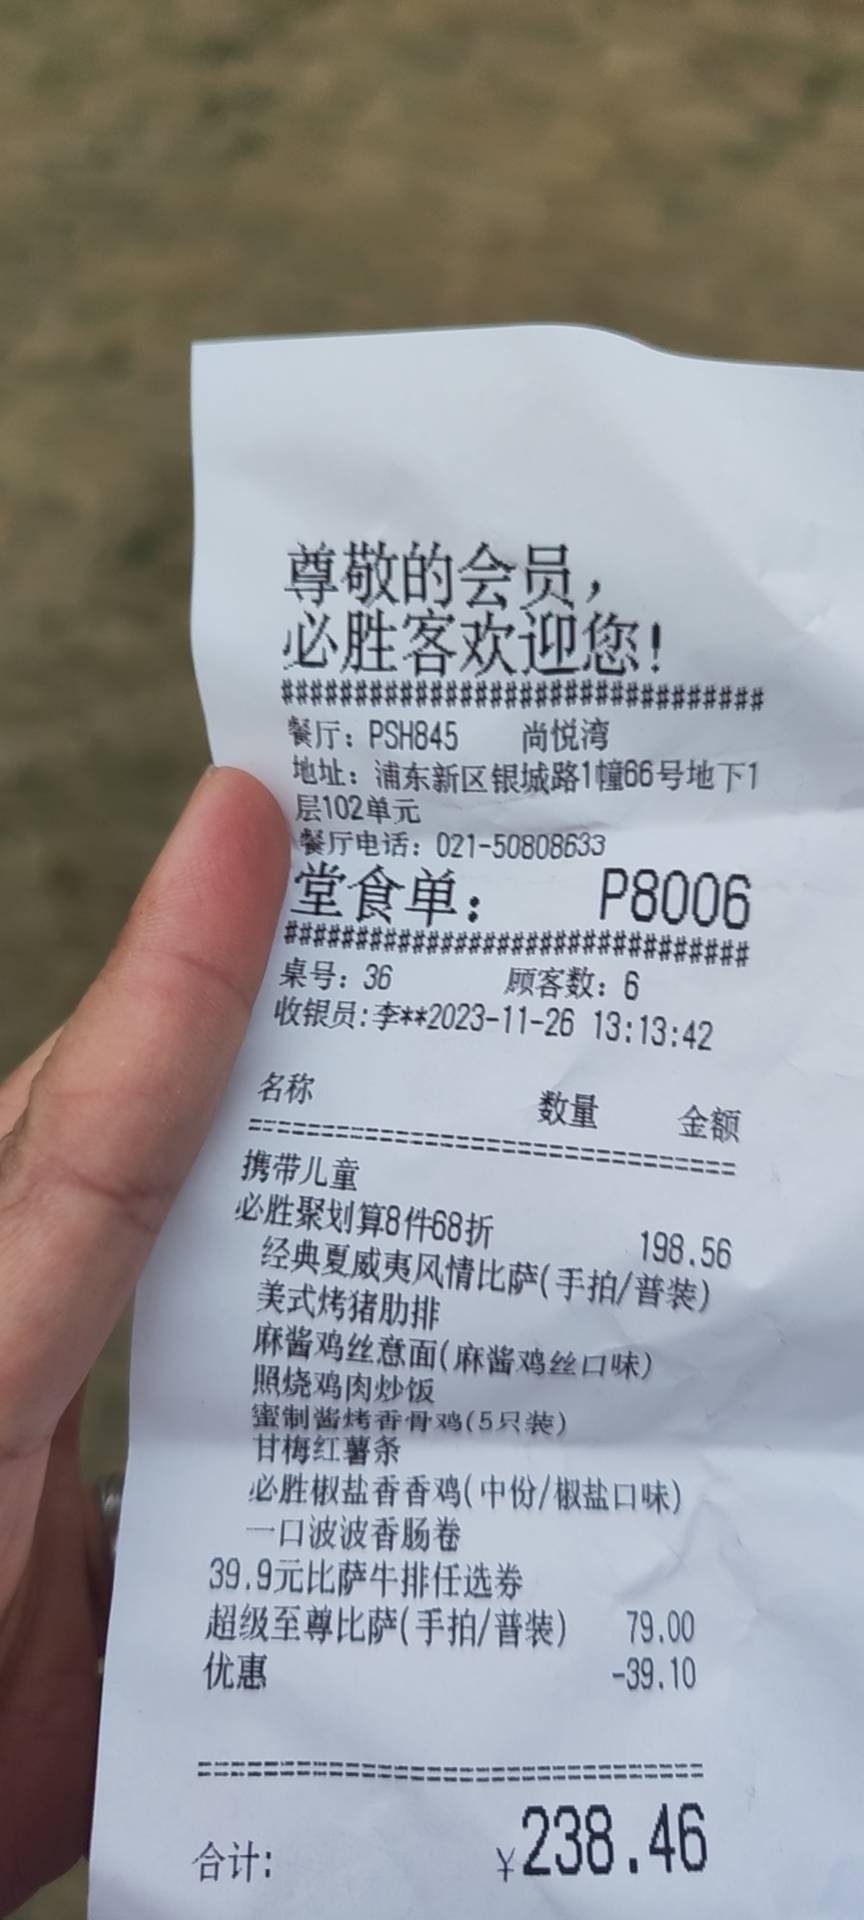 尊敬的会员，
必胜客欢迎您!
################################
餐厅: PSH845 尚悦湾
地址: 浦东新区银城路1幢66号地下1
层102单元
餐厅电话: 021-50808633
堂食单: P8006
################################
桌号: 36 顾客数: 6
收银员:李**2023-11-26 13:13:42
名称 数量 金额
==================================
携带儿童
必胜聚划算8件68折 198.56
经典夏威夷风情比萨(手拍/普装)
美式烤猪肋排
麻酱鸡丝意面(麻酱鸡丝口味)
照烧鸡肉炒饭
蜜制酱烤香骨鸡(5只装)
甘梅红薯条
必胜椒盐香香鸡(中份/椒盐口味)
一口波波香肠卷
39.9元比萨牛排任选券
超级至尊比萨(手拍/普装) 79.00
优惠 -39.10
==================================
合计: ¥238.46